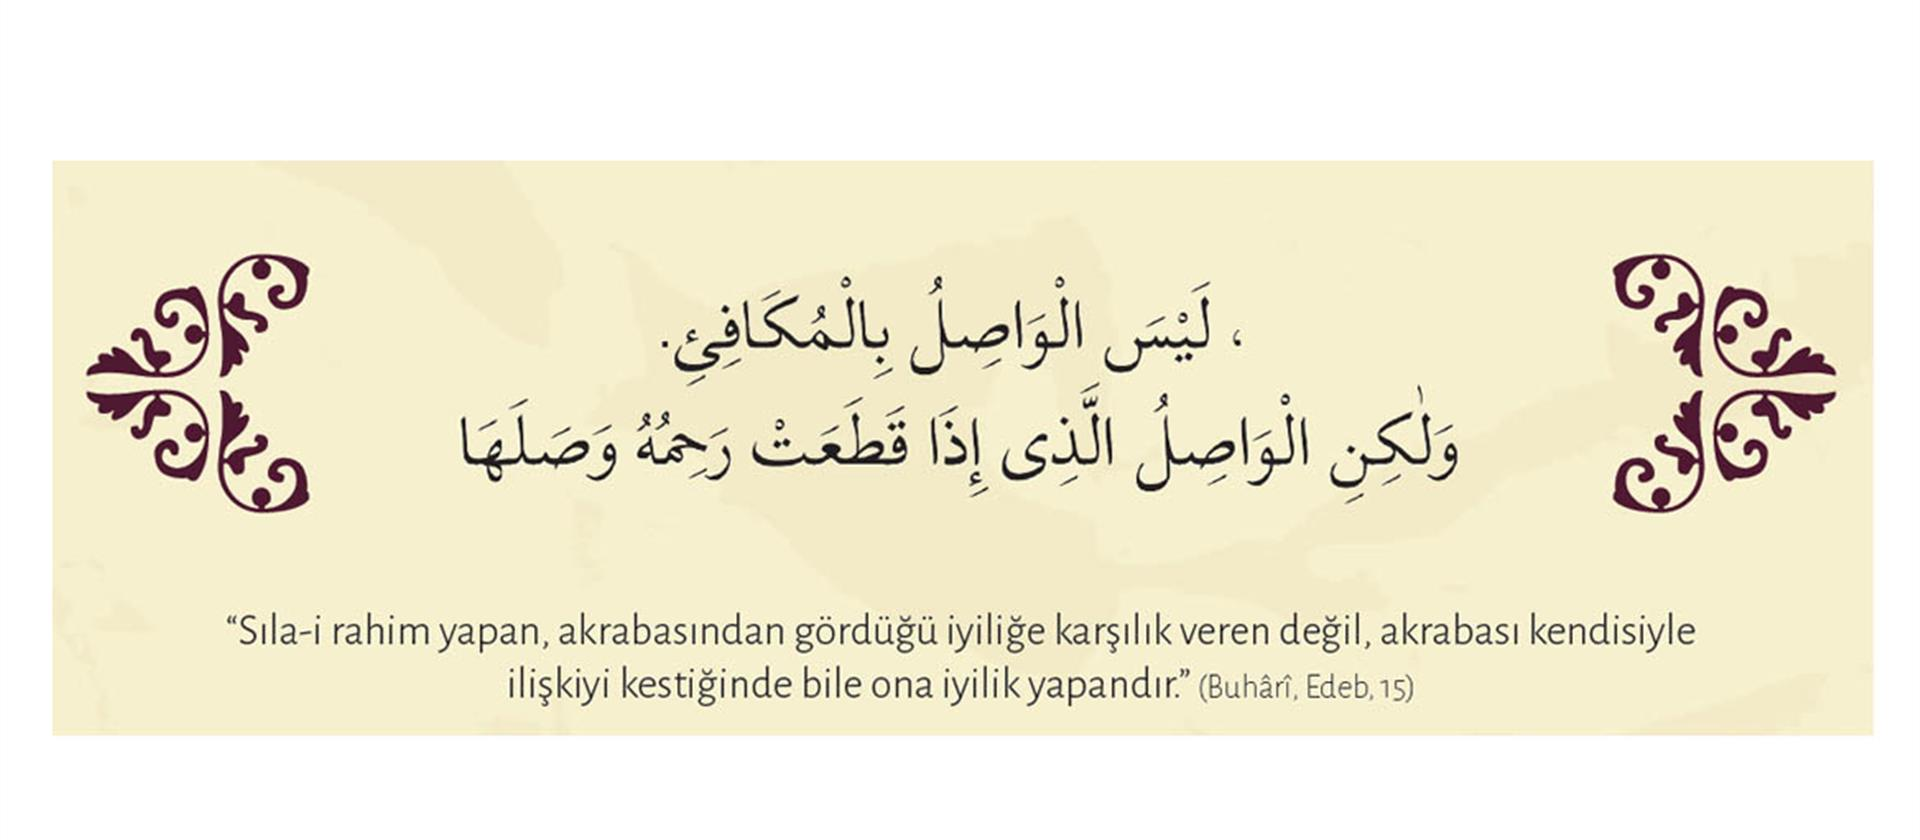 ، لَيْسَ الْوَاصِلُ بِالْمُكَافِئِ.
وَلٰكِنِ الْوَاصِلُ الَّذِى إِذَا قَطَعَتْ رَحِمُهُ وَصَلَهَا
“Sıla-i rahim yapan, akrabasından gördüğü iyiliğe karşılık veren değil, akrabası kendisiyle
ilişkiyi kestiğinde bile ona iyilik yapandır.” (Buhârî, Edeb, 15)